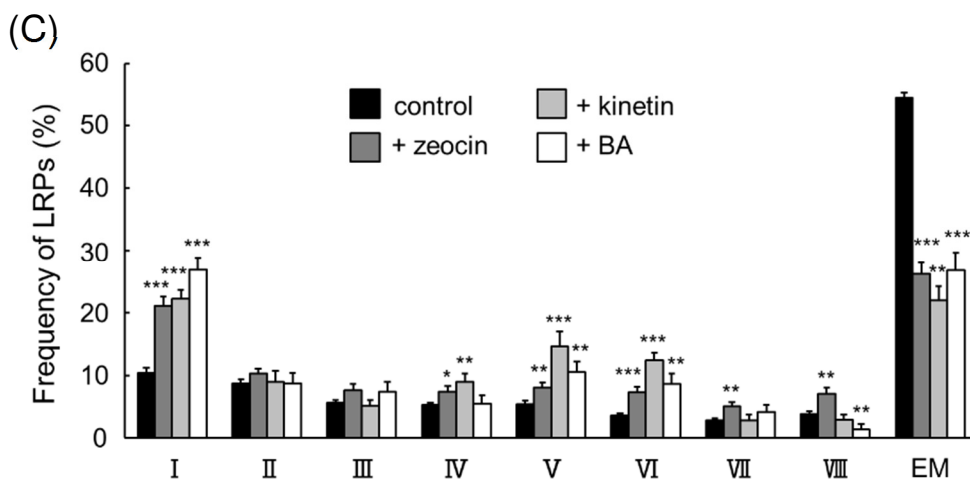 (C)
Frequency of LRPs (%)
60
50
40
30
20
10
0
control
+ zeocin
+ kinetin
+ BA
*** *** ***
* **
** *** **
*** *** **
**
** **
*** ** ***
Ⅰ Ⅱ Ⅲ Ⅳ Ⅴ Ⅵ Ⅶ Ⅷ EM